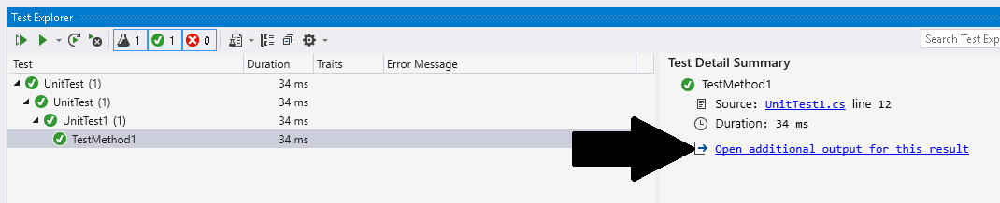 Test Explorer
1 1 0
Search Test Exp
Test Duration Traits Error Message
UnitTest (1) 34 ms
UnitTest (1) 34 ms
UnitTest1 (1) 34 ms
TestMethod1 34 ms
Test Detail Summary
TestMethod1
Source: UnitTest1.cs line 12
Duration: 34 ms
Open additional output for this result